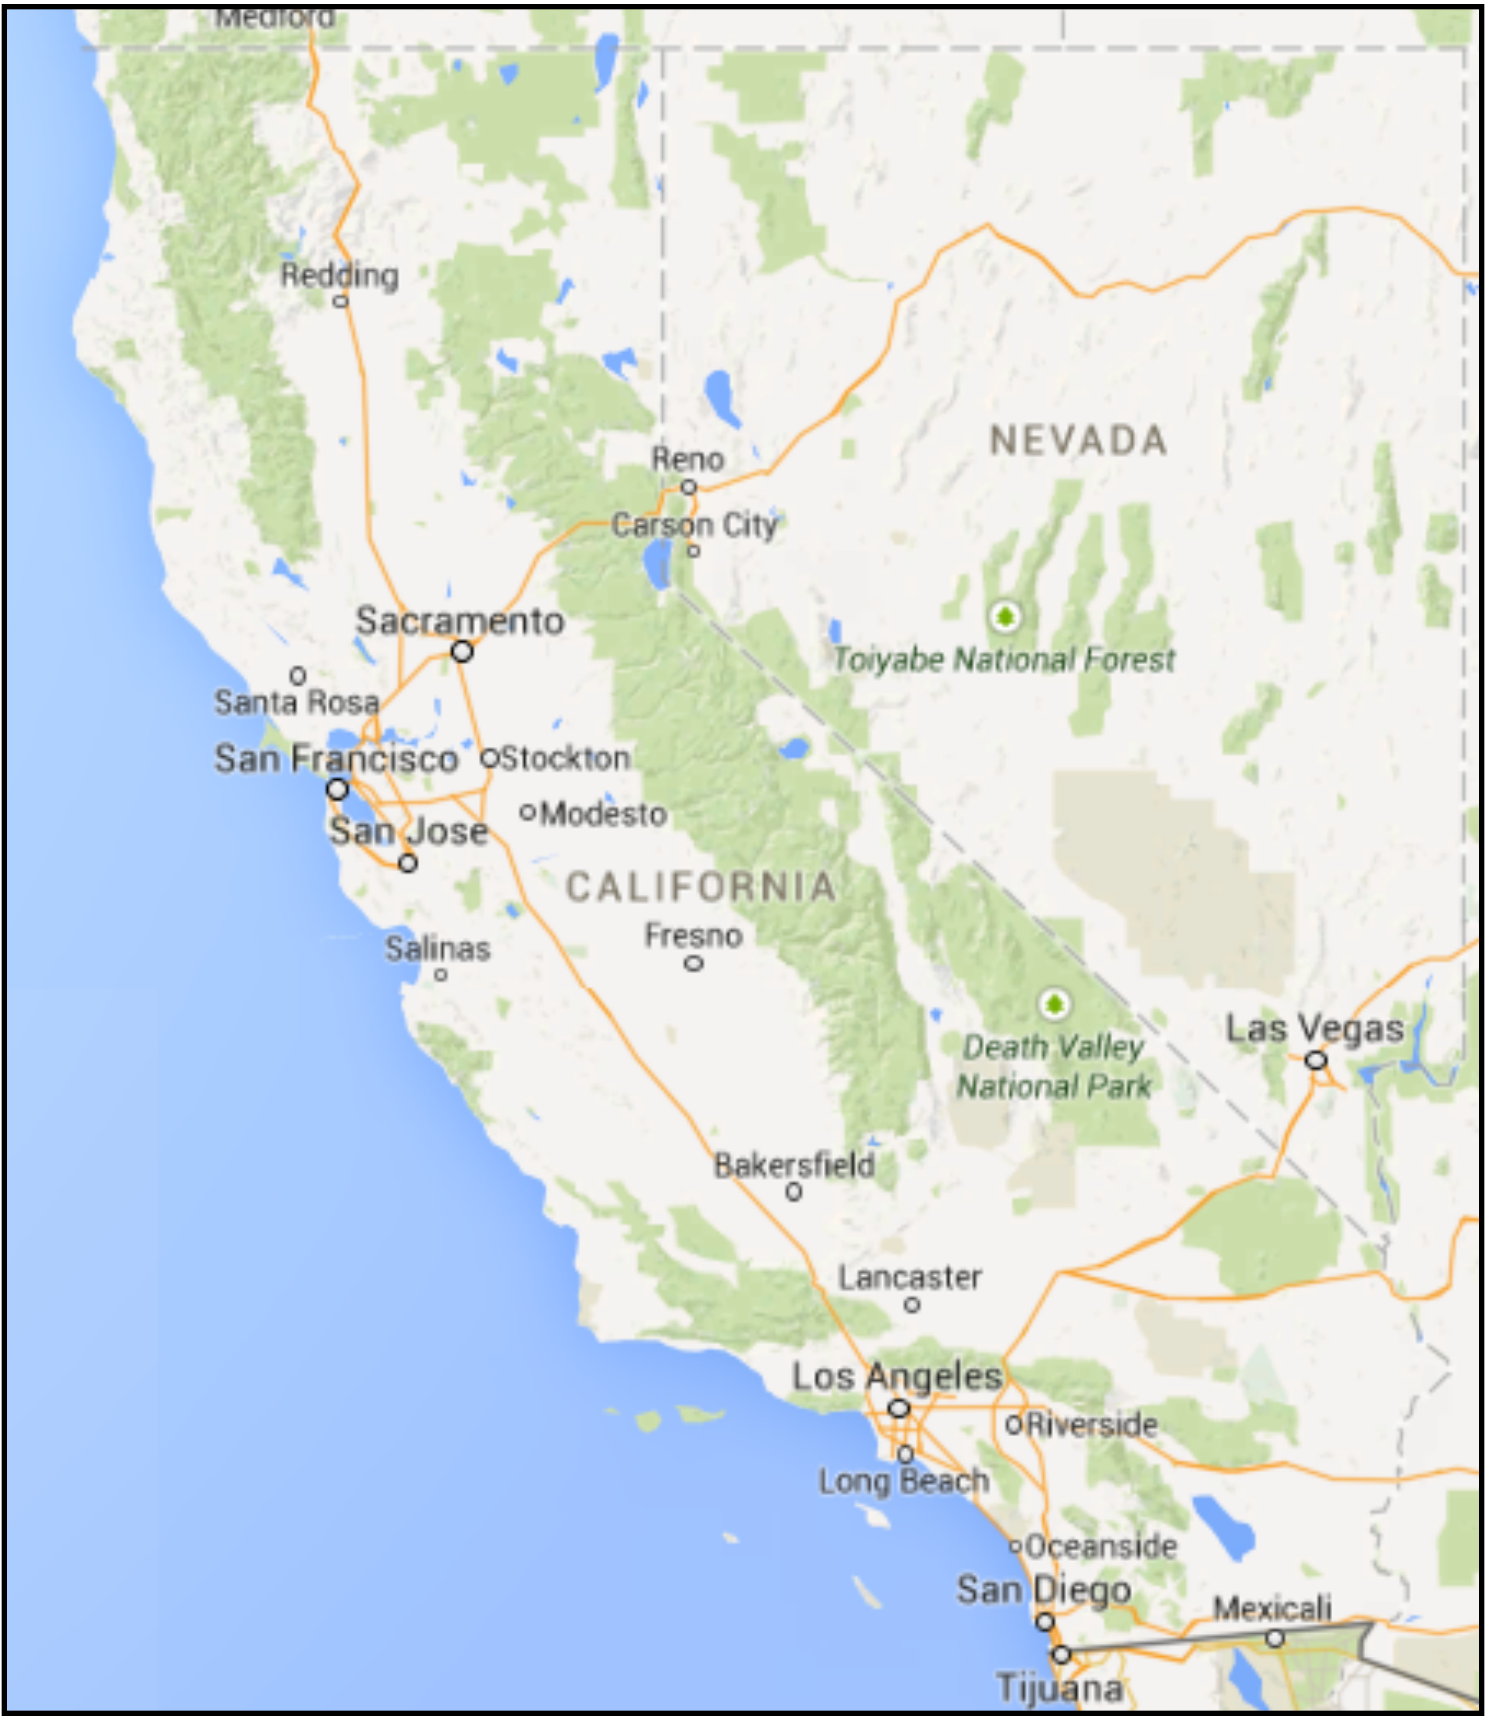 Medford
Redding
NEVADA
Reno
Carson City
Sacramento
Toiyabe National Forest
Santa Rosa
San Francisco
Stockton
Modesto
San Jose
CALIFORNIA
Fresno
Salinas
Las Vegas
Death Valley
National Park
Bakersfield
Lancaster
Los Angeles
Riverside
Long Beach
Oceanside
San Diego
Mexicali
Tijuana